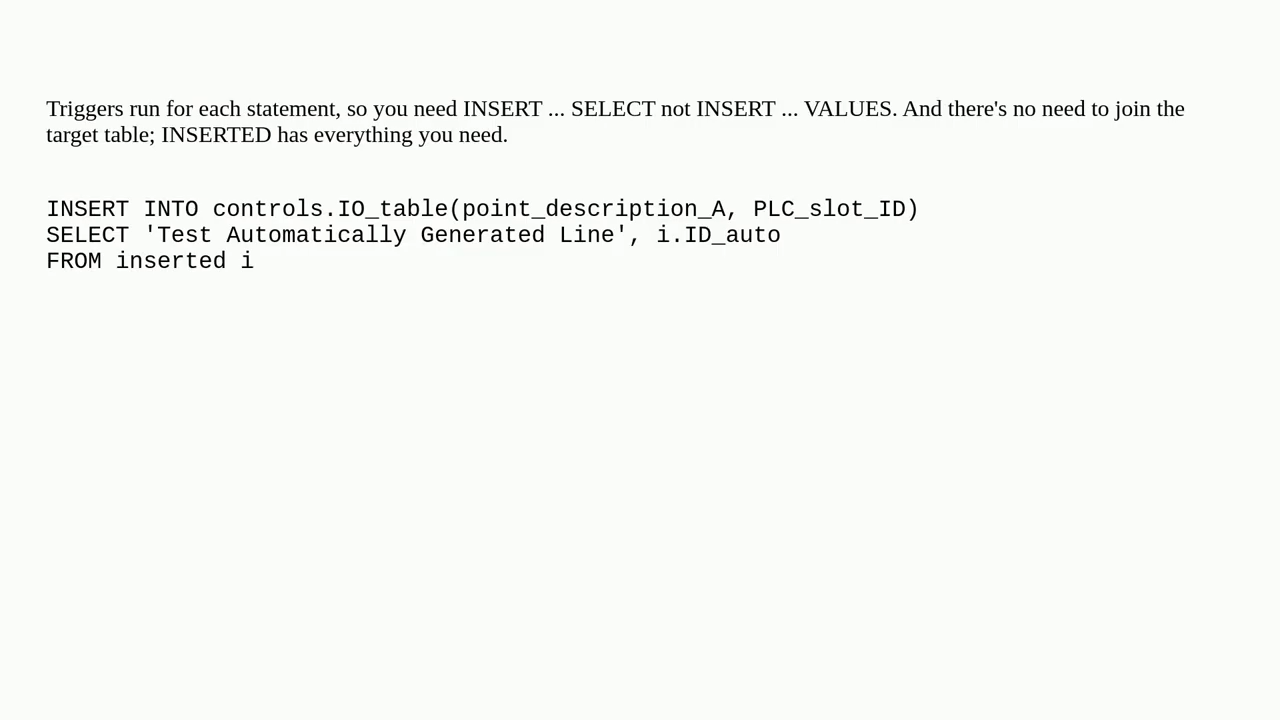 Triggers run for each statement, so you need INSERT ... SELECT not INSERT ... VALUES. And there's no need to join the
target table; INSERTED has everything you need.
INSERT INTO controls.IO_table(point_description_A, PLC_slot_ID)
SELECT 'Test Automatically Generated Line', i.ID_auto
FROM inserted i